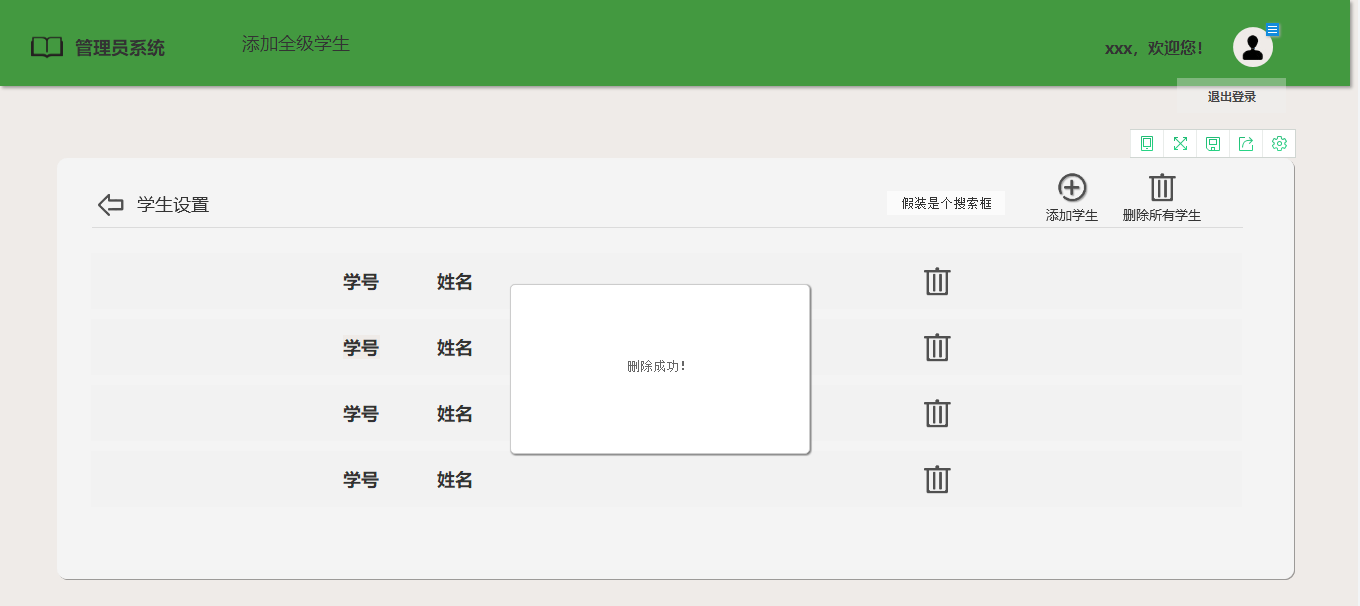 管理员系统
添加全级学生
xxx，欢迎您！
退出登录
学生设置
假装是个搜索框
添加学生
删除所有学生
学号 姓名
学号 姓名
删除成功！
学号 姓名
学号 姓名